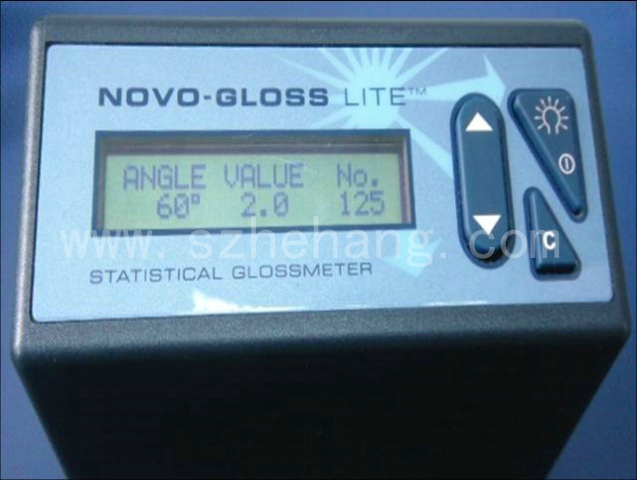 NOVO-GLOSS LITE™
ANGLE VALUE No.
60° 2.0 125
www.szhehang.com
STATISTICAL GLOSSMETER
C